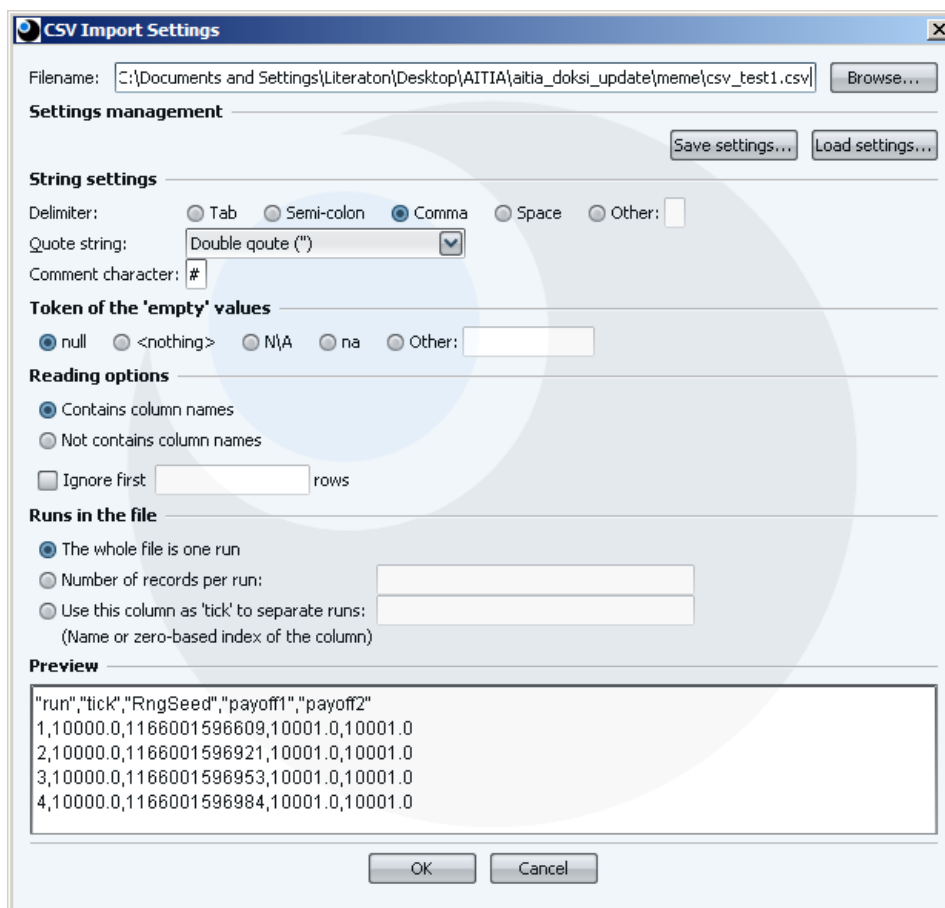 CSV Import Settings
Filename: C:\Documents and Settings\Literaton\Desktop\AITIA\aitia_doksi_update\meme\csv_test1.csv Browse...
Settings management
Save settings... Load settings...
String settings
Delimiter: Tab Semi-colon Comma Space Other:
Quote string: Double qoute (")
Comment character: #
Token of the 'empty' values
null <nothing> N\A na Other:
Reading options
Contains column names
Not contains column names
Ignore first rows
Runs in the file
The whole file is one run
Number of records per run:
Use this column as 'tick' to separate runs:
(Name or zero-based index of the column)
Preview
"run","tick","RngSeed","payoff1","payoff2"
1,10000.0,1166001596609,10001.0,10001.0
2,10000.0,1166001596921,10001.0,10001.0
3,10000.0,1166001596953,10001.0,10001.0
4,10000.0,1166001596984,10001.0,10001.0
OK Cancel